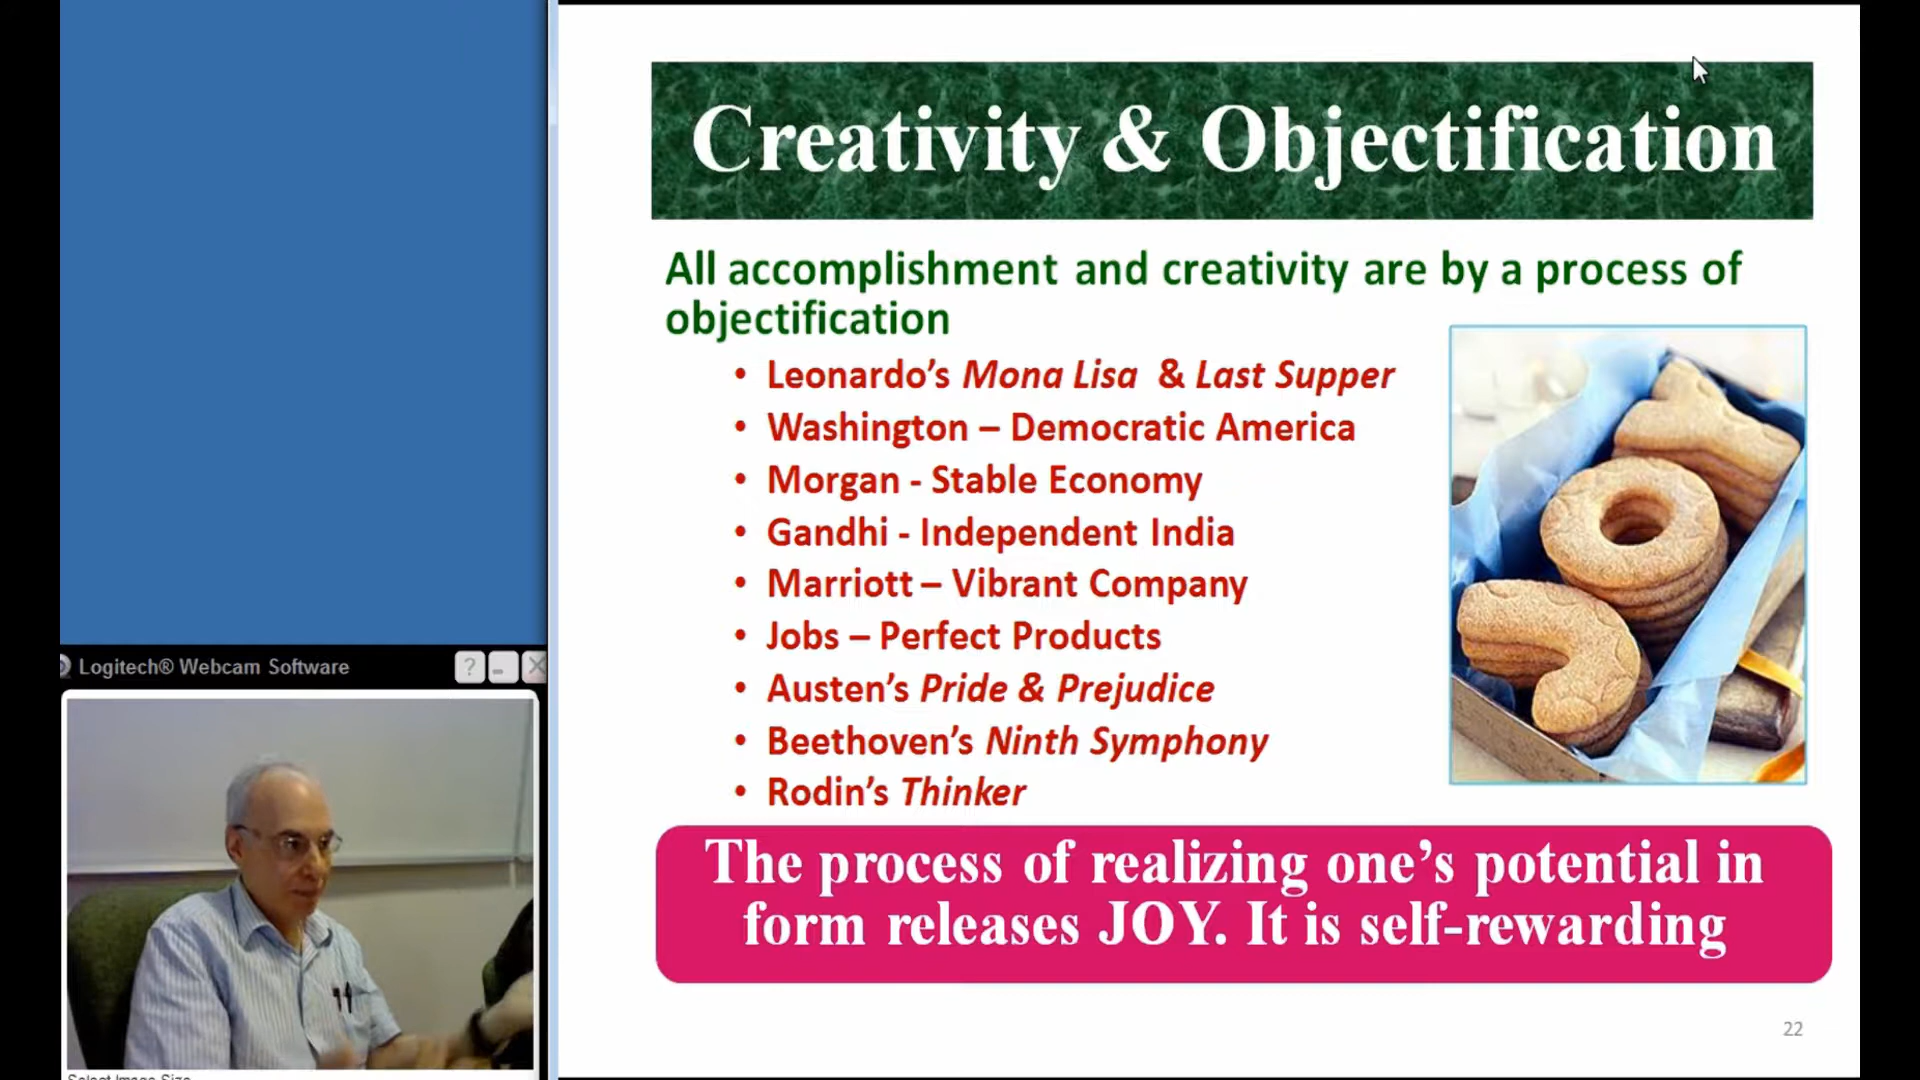 Creativity & Objectification
All accomplishment and creativity are by a process of
objectification
• Leonardo’s Mona Lisa & Last Supper
• Washington – Democratic America
• Morgan - Stable Economy
• Gandhi - Independent India
• Marriott – Vibrant Company
• Jobs – Perfect Products
• Austen’s Pride & Prejudice
• Beethoven’s Ninth Symphony
• Rodin’s Thinker
The process of realizing one’s potential in
form releases JOY. It is self-rewarding
22
Logitech® Webcam Software
Select Image Size